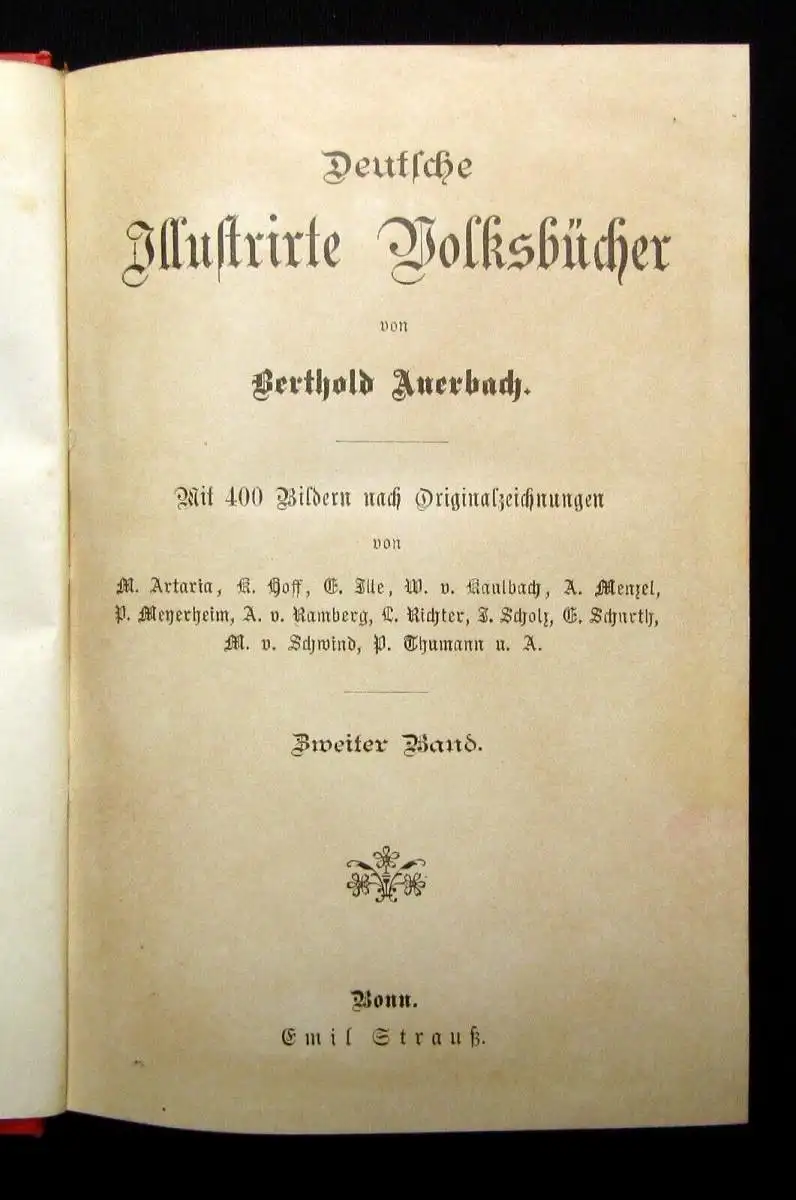 Deutsche
Illustrirte Volksbücher
von
Berthold Auerbach.
Mit 400 Bildern nach Originalzeichnungen
von
M. Artaria, K. Hoff, E. Ille, W. v. Kaulbach, A. Menzel,
P. Meyerheim, A. v. Ramberg, L. Richter, J. Scholz, E. Schurth,
M. v. Schwind, P. Thumann u. A.
Zweiter Band.
Bonn.
Emil Strauß.